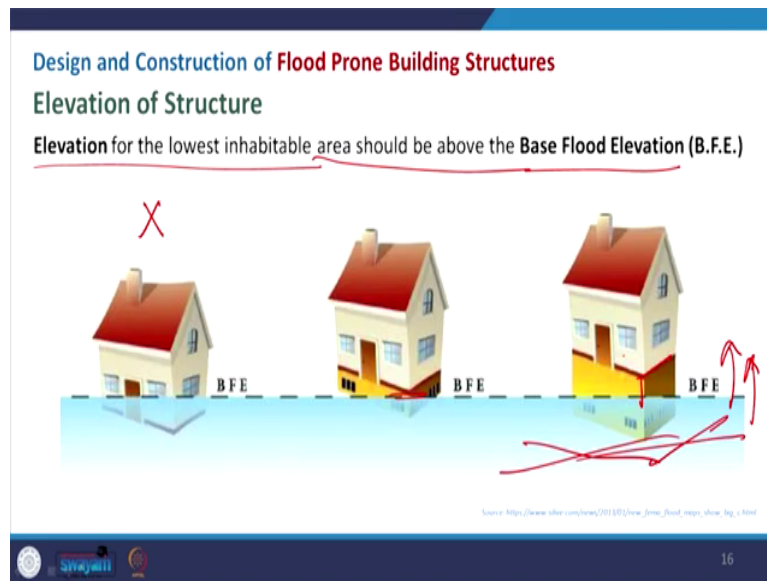 Design and Construction of Flood Prone Building Structures
Elevation of Structure
Elevation for the lowest inhabitable area should be above the Base Flood Elevation (B.F.E.)
X
BFE
BFE
BFE
swayam
16